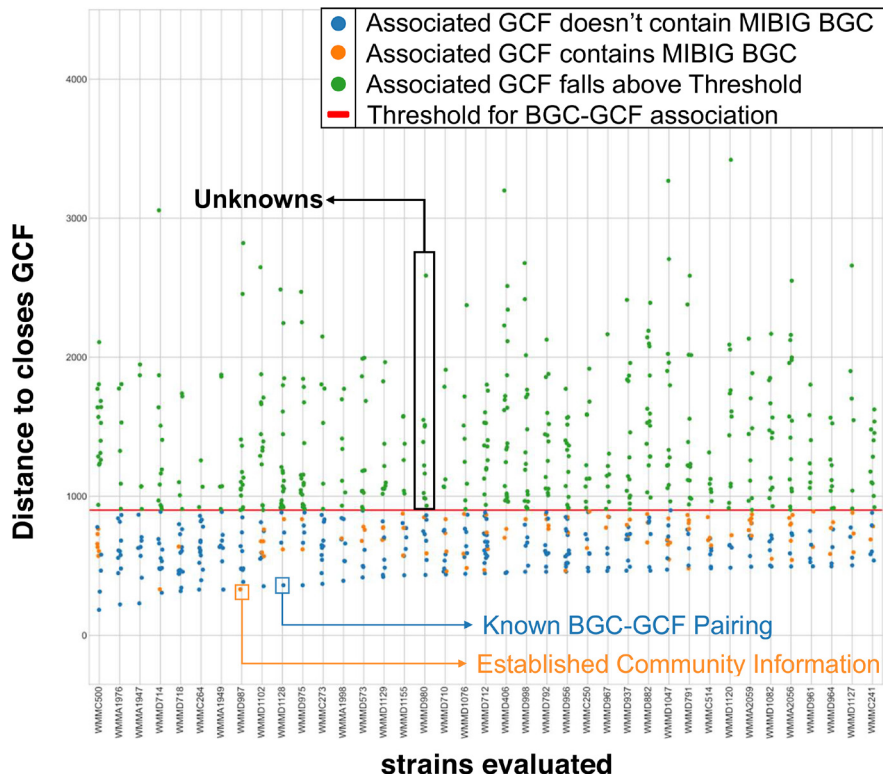 Associated GCF doesn't contain MIBIG BGC
Associated GCF contains MIBIG BGC
Associated GCF falls above Threshold
Threshold for BGC-GCF association
Distance to closes GCF
4000
3000
2000
1000
0
Unknowns
Known BGC-GCF Pairing
Established Community Information
WMMC500
WMMA1976
WMMA1947
WMMD714
WMMD718
WMMC264
WMMA1949
WMMD987
WMMD1102
WMMD1128
WMMD975
WMMC273
WMMA1998
WMMD573
WMMD1129
WMMD1155
WMMD980
WMMD710
WMMD1076
WMMD712
WMMD406
WMMD998
WMMD792
WMMD956
WMMC250
WMMD967
WMMD937
WMMD882
WMMD1047
WMMD791
WMMC514
WMMD1120
WMMA2059
WMMD1082
WMMA2056
WMMD961
WMMD964
WMMD1127
WMMC241
strains evaluated